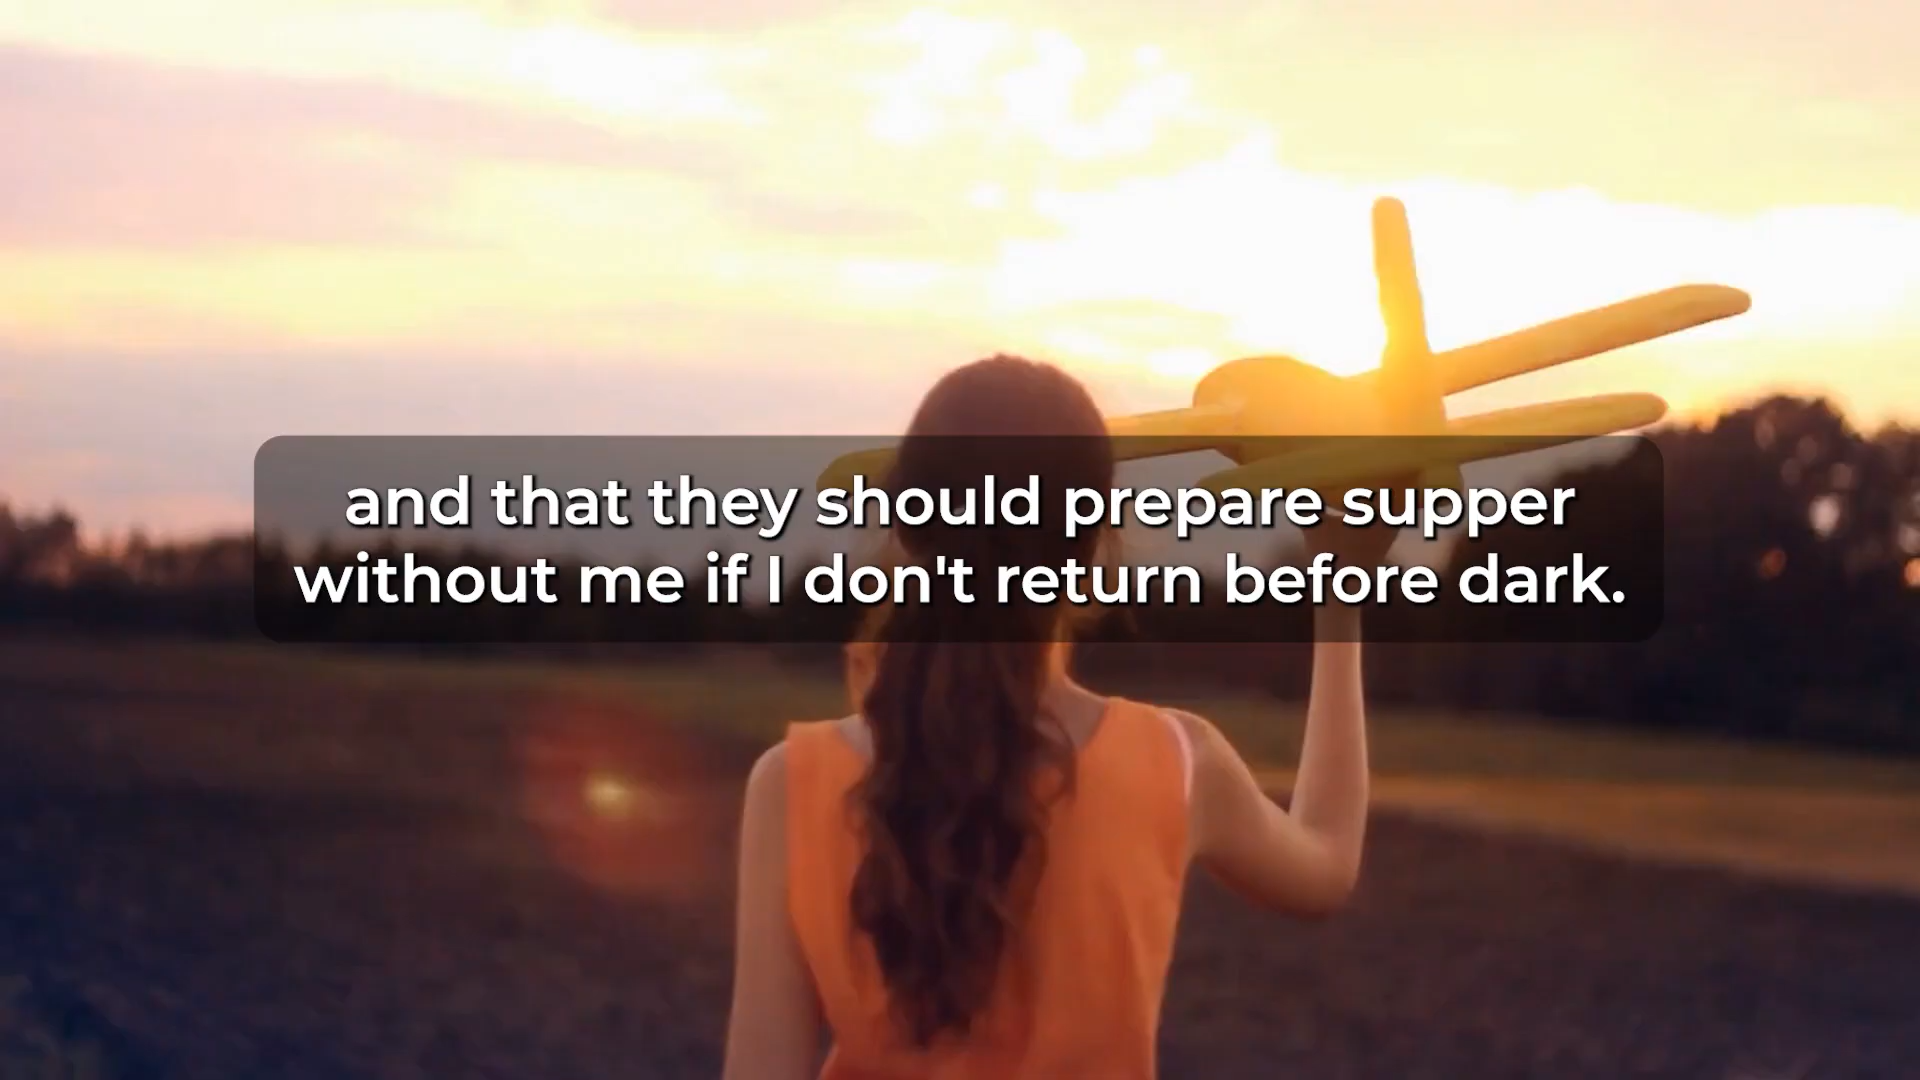 and that they should prepare supper
without me if I don't return before dark.